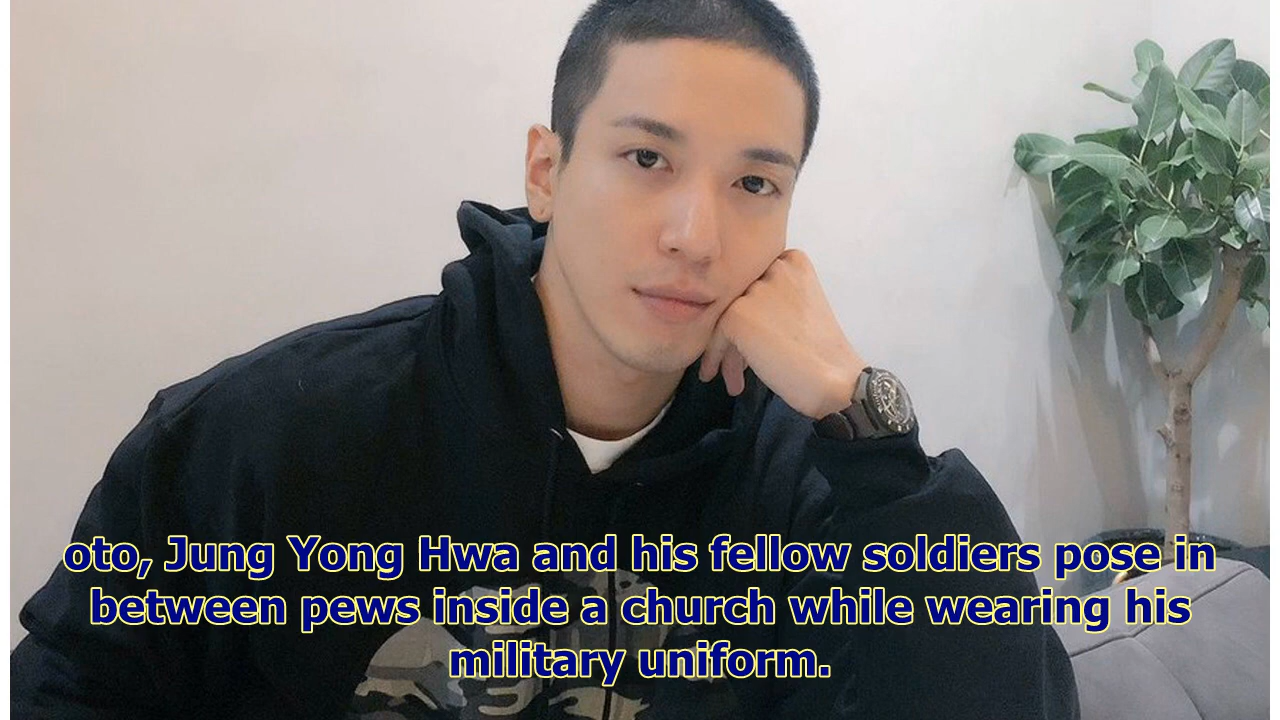 oto, Jung Yong Hwa and his fellow soldiers pose in
between pews inside a church while wearing his
military uniform.